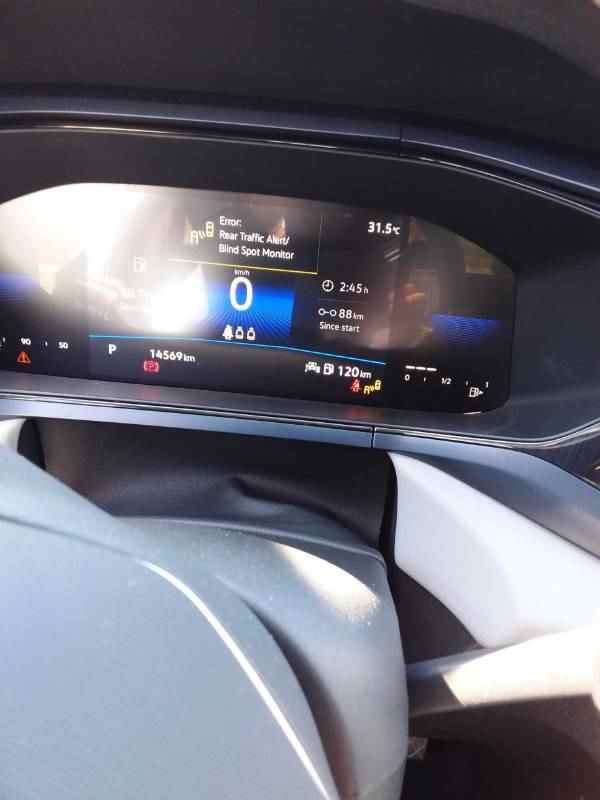 Error:
Rear Traffic Alert/
Blind Spot Monitor
31.5°C
km/h
0
2:45 h
88 km
Since start
90
50
P
14569 km
120 km
0
1/2
1